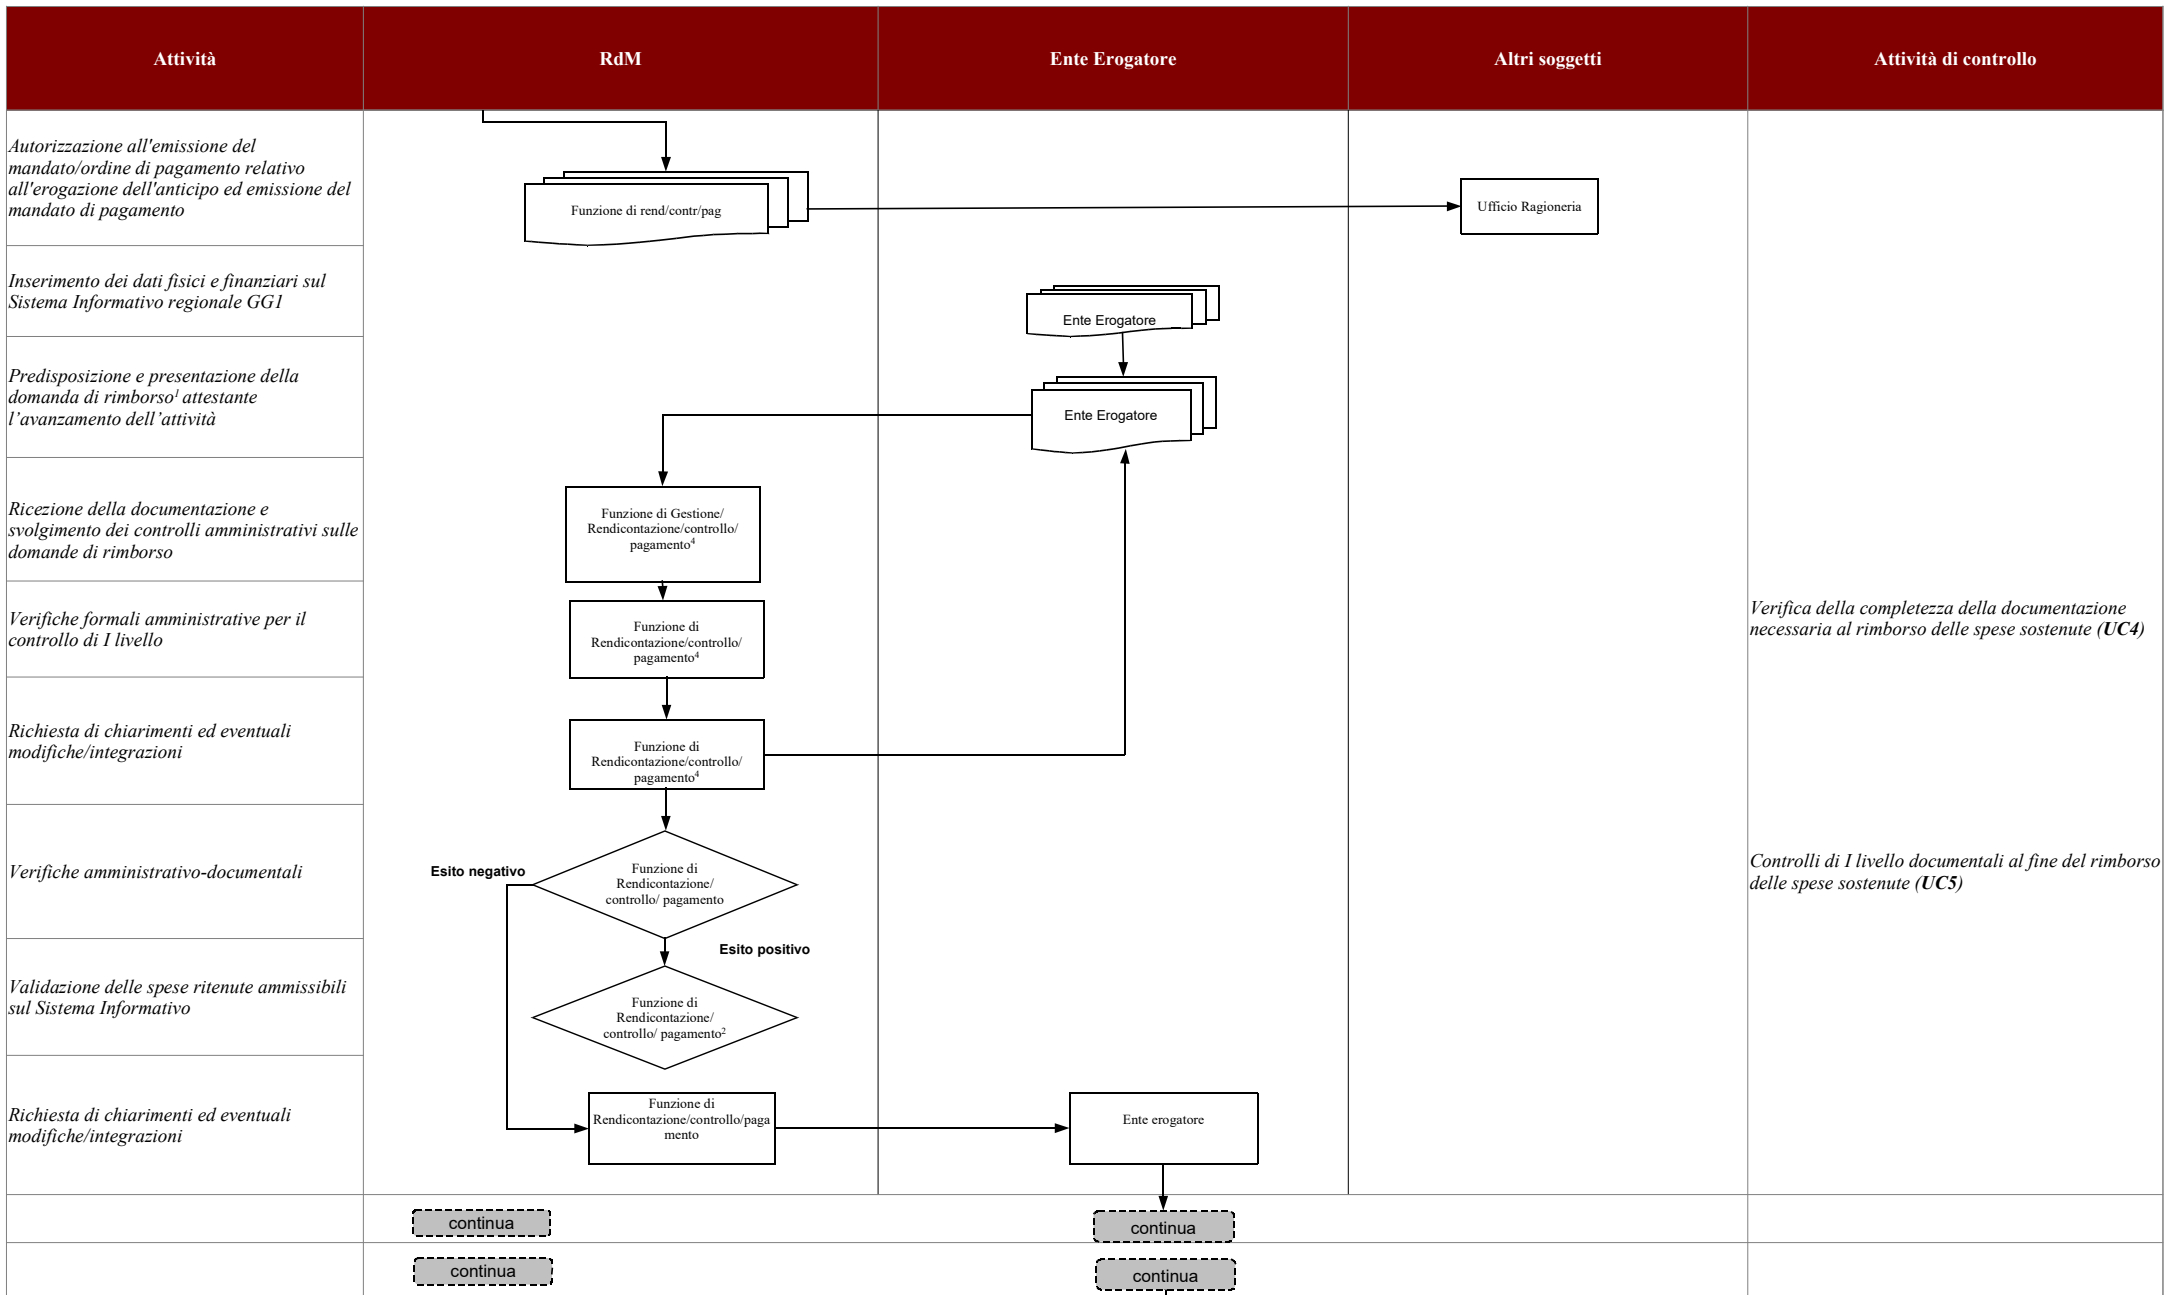 Attività
RdM
Ente Erogatore
Altri soggetti
Attività di controllo
Autorizzazione all'emissione del
mandato/ordine di pagamento relativo
all'erogazione dell'anticipo ed emissione del
mandato di pagamento
Funzione di rend/contr/pag
Ufficio Ragioneria
Inserimento dei dati fisici e finanziari sul
Sistema Informativo regionale GG1
Ente Erogatore
Predisposizione e presentazione della
domanda di rimborso¹ attestante
l’avanzamento dell’attività
Ente Erogatore
Ricezione della documentazione e
svolgimento dei controlli amministrativi sulle
domande di rimborso
Funzione di Gestione/
Rendicontazione/controllo/
pagamento⁴
Verifiche formali amministrative per il
controllo di I livello
Funzione di
Rendicontazione/controllo/
pagamento⁴
Verifica della completezza della documentazione
necessaria al rimborso delle spese sostenute (UC4)
Richiesta di chiarimenti ed eventuali
modifiche/integrazioni
Funzione di
Rendicontazione/controllo/
pagamento⁴
Verifiche amministrativo-documentali
Esito negativo
Funzione di
Rendicontazione/
controllo/ pagamento
Controlli di I livello documentali al fine del rimborso
delle spese sostenute (UC5)
Esito positivo
Validazione delle spese ritenute ammissibili
sul Sistema Informativo
Funzione di
Rendicontazione/
controllo/ pagamento²
Richiesta di chiarimenti ed eventuali
modifiche/integrazioni
Funzione di
Rendicontazione/controllo/paga
mento
Ente erogatore
continua
continua
continua
continua